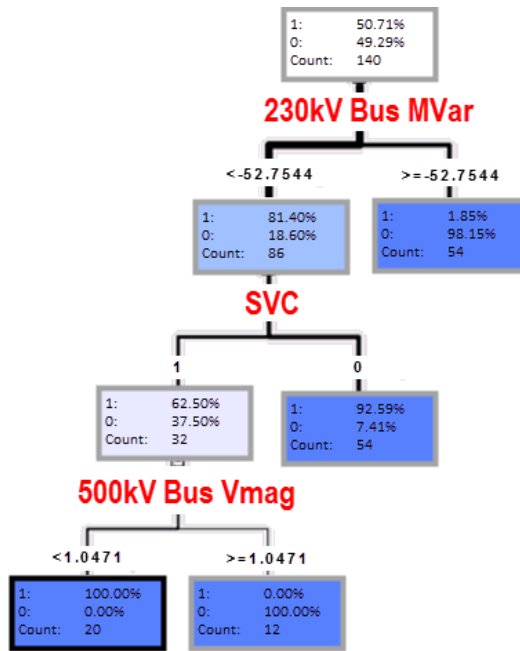 1: 50.71%
0: 49.29%
Count: 140
230kV Bus MVar
<-52.7544 >=-52.7544
1: 81.40%
0: 18.60%
Count: 86
1: 1.85%
0: 98.15%
Count: 54
SVC
1 0
1: 62.50%
0: 37.50%
Count: 32
1: 92.59%
0: 7.41%
Count: 54
500kV Bus Vmag
<1.0471 >=1.0471
1: 100.00%
0: 0.00%
Count: 20
1: 0.00%
0: 100.00%
Count: 12